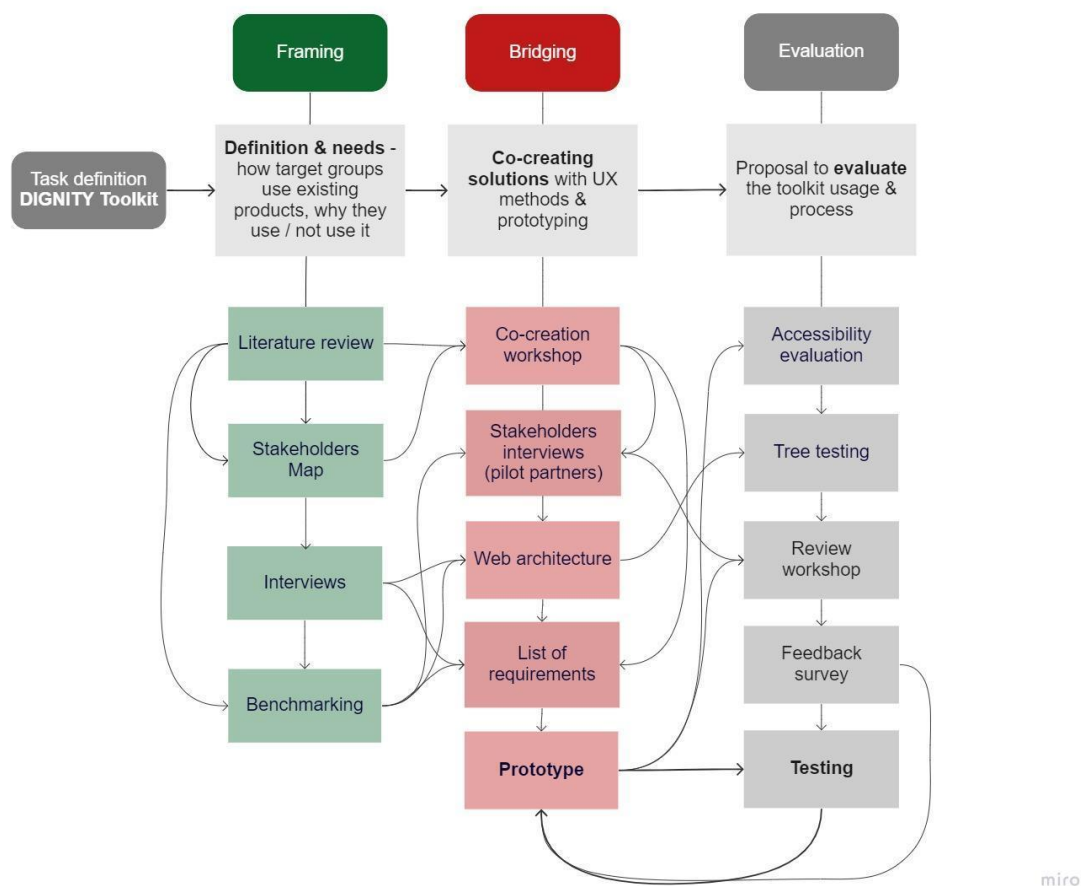 Framing
Bridging
Evaluation
Task definition
DIGNITY Toolkit
Definition & needs -
how target groups
use existing
products, why they
use / not use it
Co-creating
solutions with UX
methods &
prototyping
Proposal to evaluate
the toolkit usage &
process
Literature review
Stakeholders
Map
Interviews
Benchmarking
Co-creation
workshop
Stakeholders
interviews
(pilot partners)
Web architecture
List of
requirements
Prototype
Accessibility
evaluation
Tree testing
Review
workshop
Feedback
survey
Testing
miro